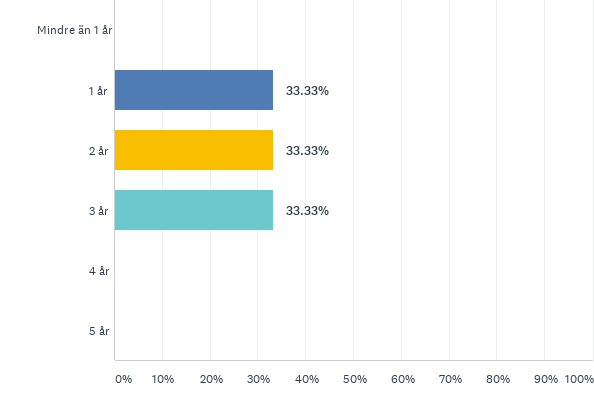 Mindre än 1 år
1 år 33.33%
2 år 33.33%
3 år 33.33%
4 år
5 år
0% 10% 20% 30% 40% 50% 60% 70% 80% 90% 100%